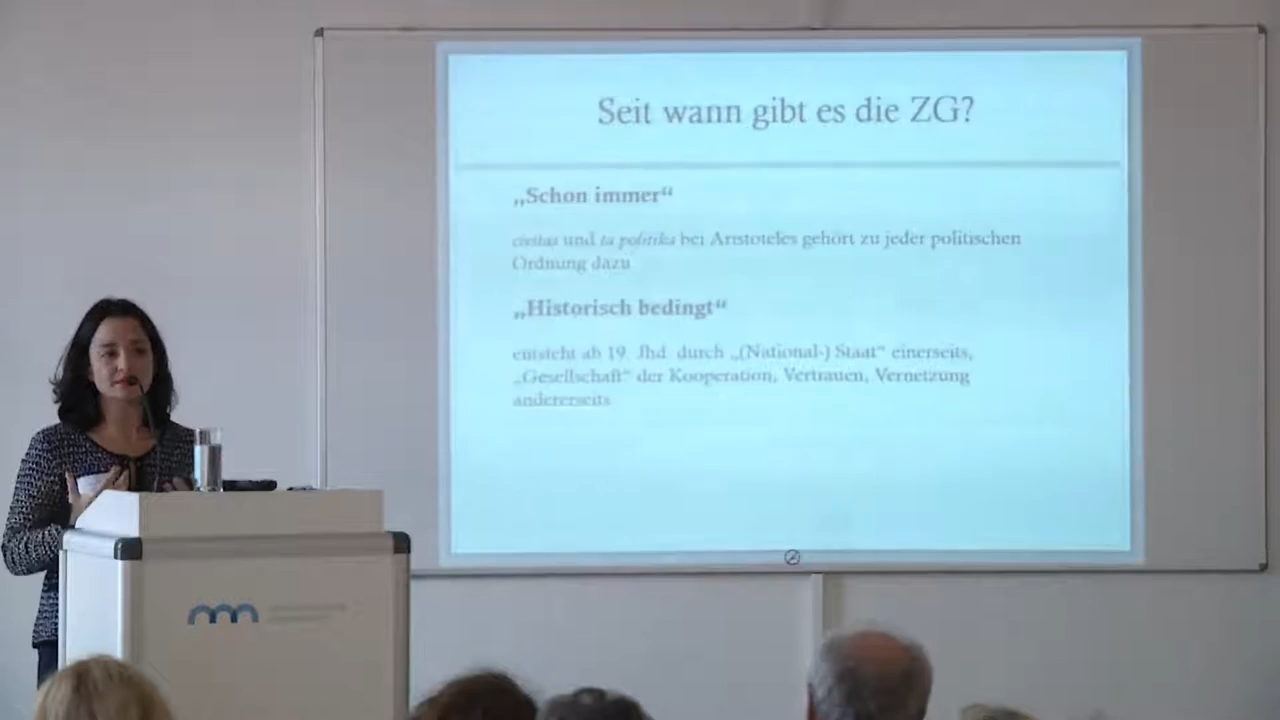 Seit wann gibt es die ZG?
„Schon immer“
civitas und ta politika bei Aristoteles gehört zu jeder politischen
Ordnung dazu
„Historisch bedingt“
entsteht ab 19. Jhd. durch „(National-) Staat“ einerseits,
„Gesellschaft“ der Kooperation, Vertrauen, Vernetzung
andererseits